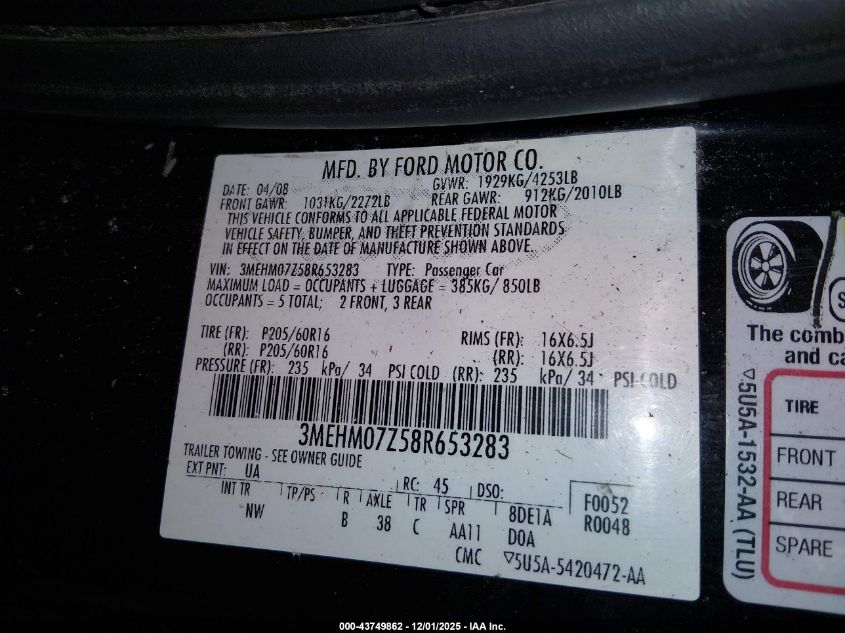 MFD. BY FORD MOTOR CO.
DATE: 04/08 GVWR: 1929KG/4253LB
FRONT GAWR: 1031KG/2272LB REAR GAWR: 912KG/2010LB
THIS VEHICLE CONFORMS TO ALL APPLICABLE FEDERAL MOTOR
VEHICLE SAFETY, BUMPER, AND THEFT PREVENTION STANDARDS
IN EFFECT ON THE DATE OF MANUFACTURE SHOWN ABOVE.
VIN: 3MEHM07Z58R653283 TYPE: Passenger Car
MAXIMUM LOAD = OCCUPANTS + LUGGAGE = 385KG/ 850LB
OCCUPANTS = 5 TOTAL; 2 FRONT, 3 REAR
TIRE (FR): P205/60R16 RIMS (FR): 16X6.5J
(RR): P205/60R16 (RR): 16X6.5J
PRESSURE (FR): 235 kPa/ 34 PSI COLD (RR): 235 kPa/ 34 PSI-COLD
3MEHM07Z58R653283
TRAILER TOWING - SEE OWNER GUIDE
EXT PNT: UA RC: 45 DSO: F0052
R0048
INT TR TP/PS R AXLE TR SPR 8DE1A
NW B 38 C AA11 D0A
CMC ▽5U5A-5420472-AA
The comb
and ca
TIRE
FRONT
REAR
SPARE
▽5U5A-1532-AA (TLU)
000-43749862 - 12/01/2025 - IAA Inc.